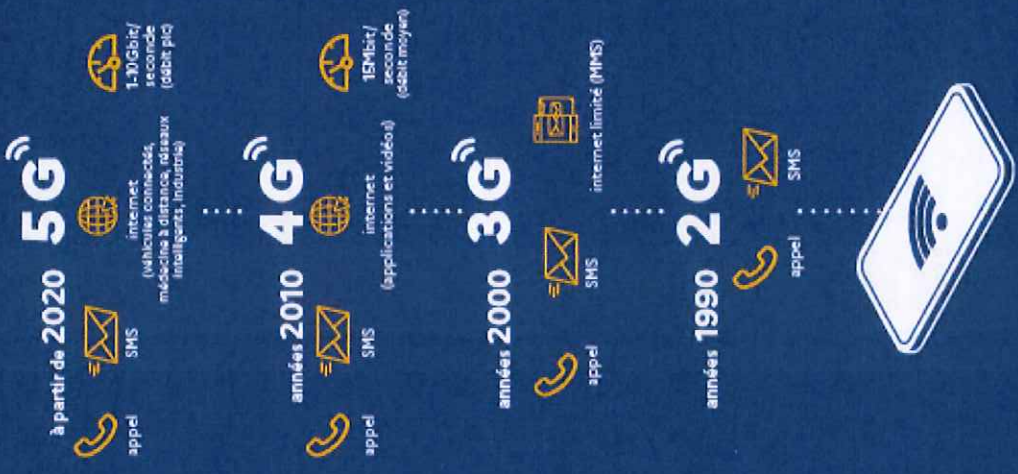 à partir de 2020 5G
appel
SMS
internet
(véhicules connectés,
médecine à distance, réseaux
intelligents, industrie)
1-10 Gbit/
seconde
(débit pic)
années 2010 4G
appel
SMS
internet
(applications et vidéos)
15Mbit/
seconde
(débit moyen)
années 2000 3G
appel
SMS
internet limité (MMS)
années 1990 2G
appel
SMS